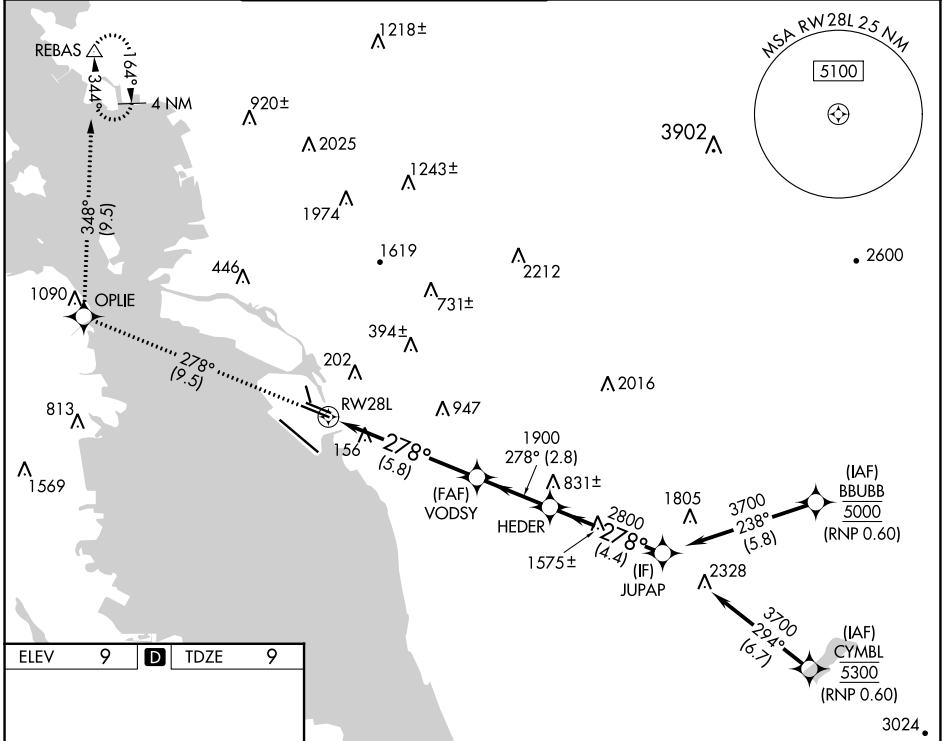 1218±
MSA RW28L 25 NM
5100
REBAS
164°
344°
4 NM
920±
2025
3902
1243±
1974
348°
(9.5)
1619
2212
2600
446
731±
1090
OPLIE
394±
278°
(9.5)
202
2016
RW28L
813
947
156
278°
(5.8)
1900
278° (2.8)
1569
831±
(FAF)
VODSY
HEDER
1805
3700
238°
(5.8)
(IAF)
BBUBB
5000
(RNP 0.60)
2800
278°
(4.4)
1575±
(IF)
JUPAP
2328
3700
294°
(6.7)
(IAF)
CYMBL
5300
(RNP 0.60)
ELEV 9 D TDZE 9
3024